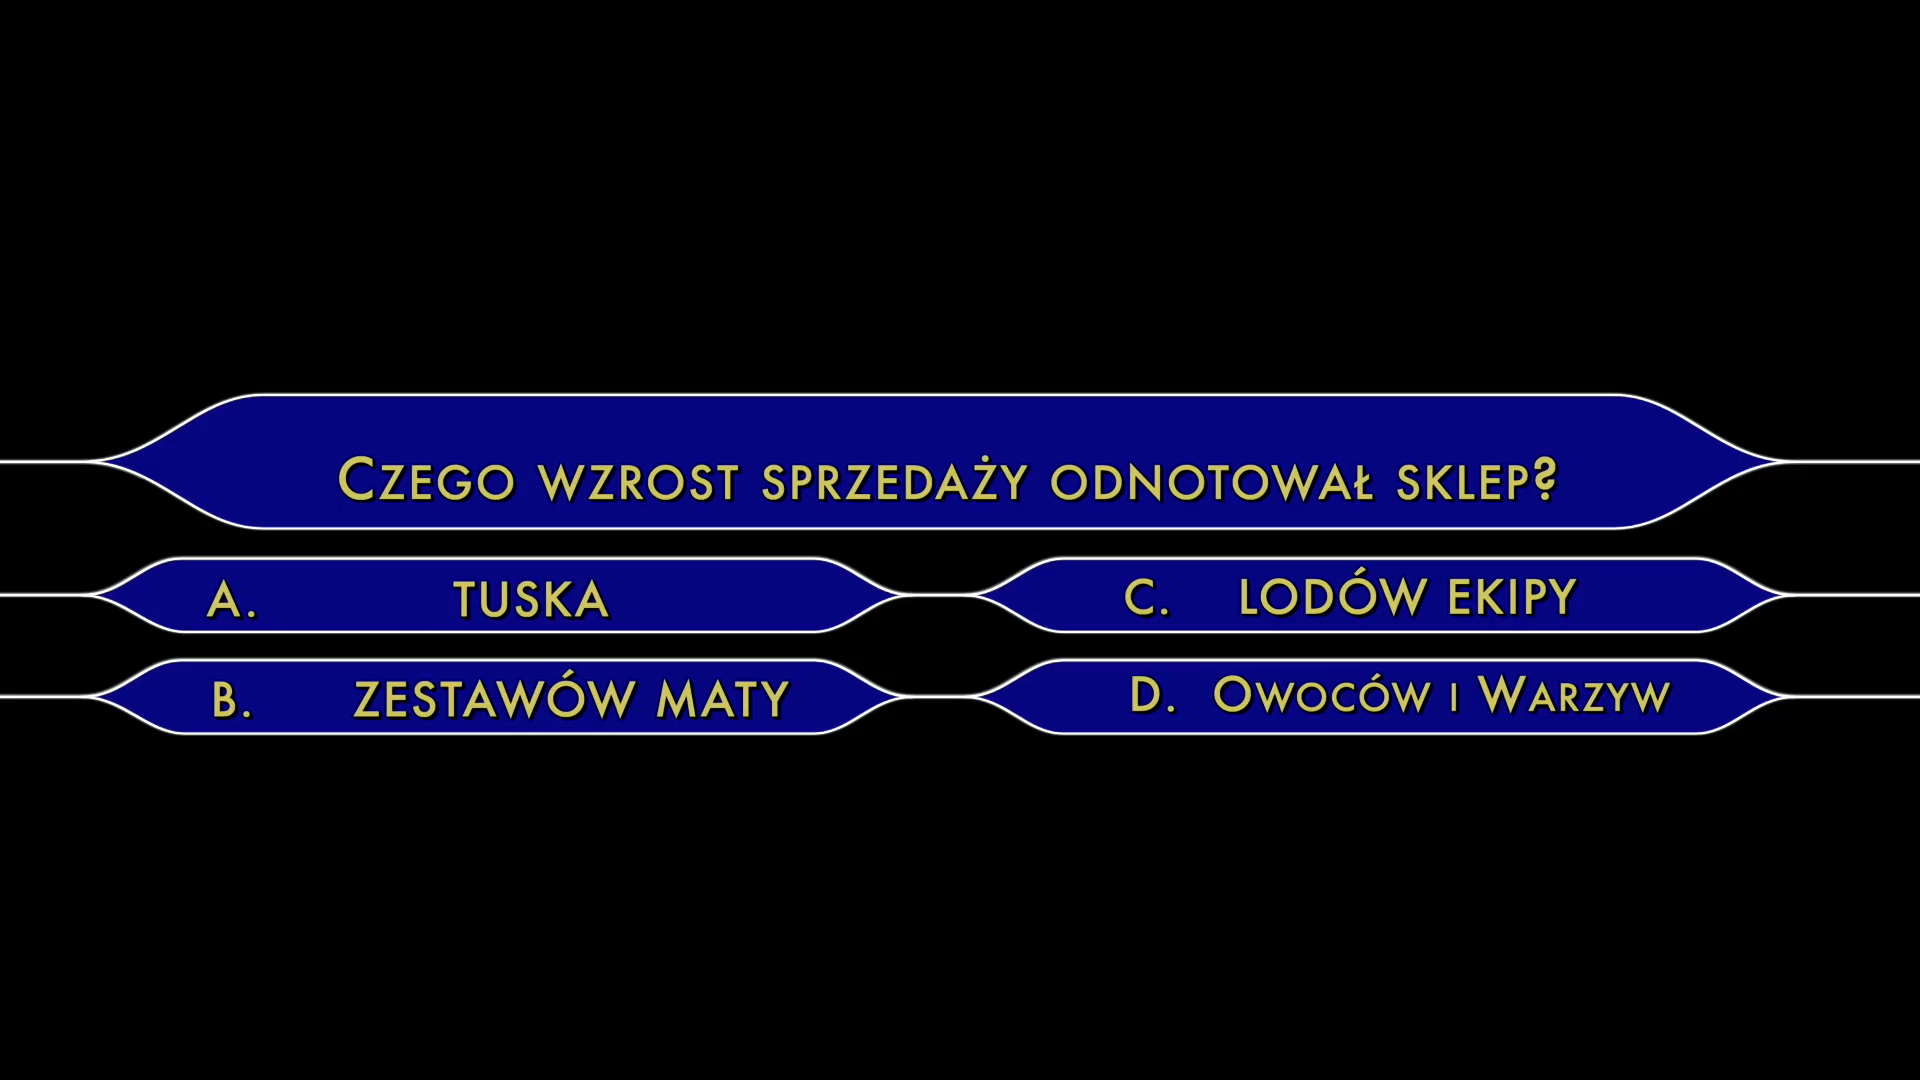 Czego wzrost sprzedaży odnotował sklep?
A. TUSKA
C. LODÓW EKIPY
B. ZESTAWÓW MATY
D. Owoców i Warzyw